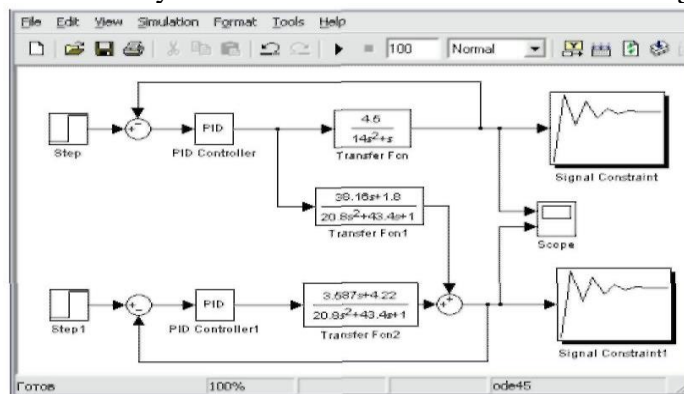 File Edit View Simulation Format Tools Help
100 Normal
Step
PID
PID Controller
4.5
14s²+s
Transfer Fcn
Signal Constraint
38.16s+1.8
20.8s²+43.4s+1
Transfer Fcn1
Scope
Step1
PID
PID Controller1
3.587s+4.22
20.8s²+43.4s+1
Transfer Fcn2
Signal Constraint1
Готов 100% ode45